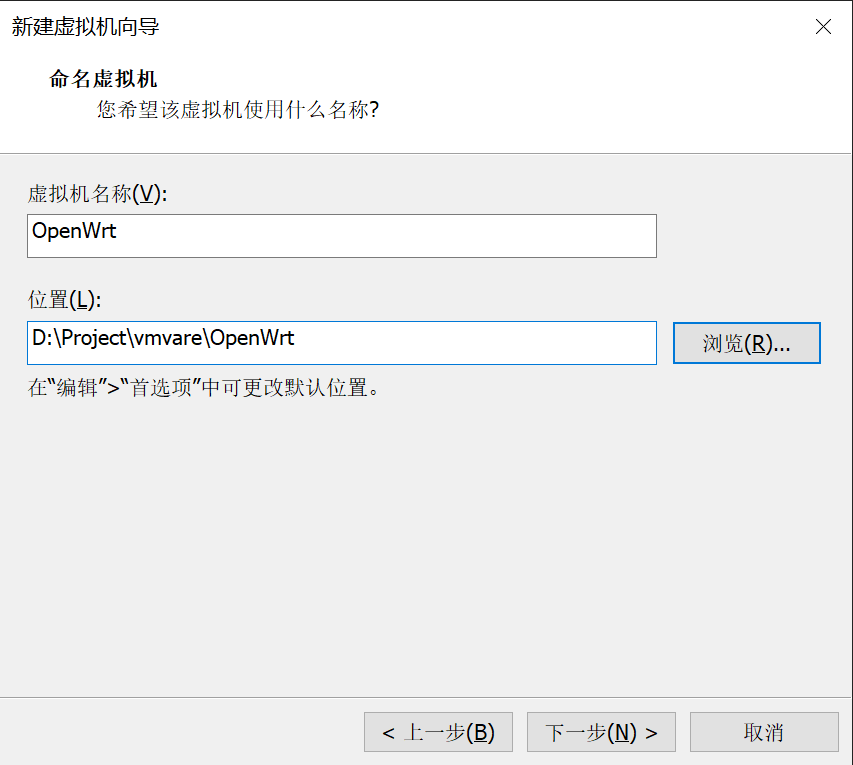 新建虚拟机向导
命名虚拟机
您希望该虚拟机使用什么名称?
虚拟机名称(V):
OpenWrt
位置(L):
D:\Project\vmvare\OpenWrt
浏览(R)...
在“编辑”>“首选项”中可更改默认位置。
< 上一步(B)
下一步(N) >
取消